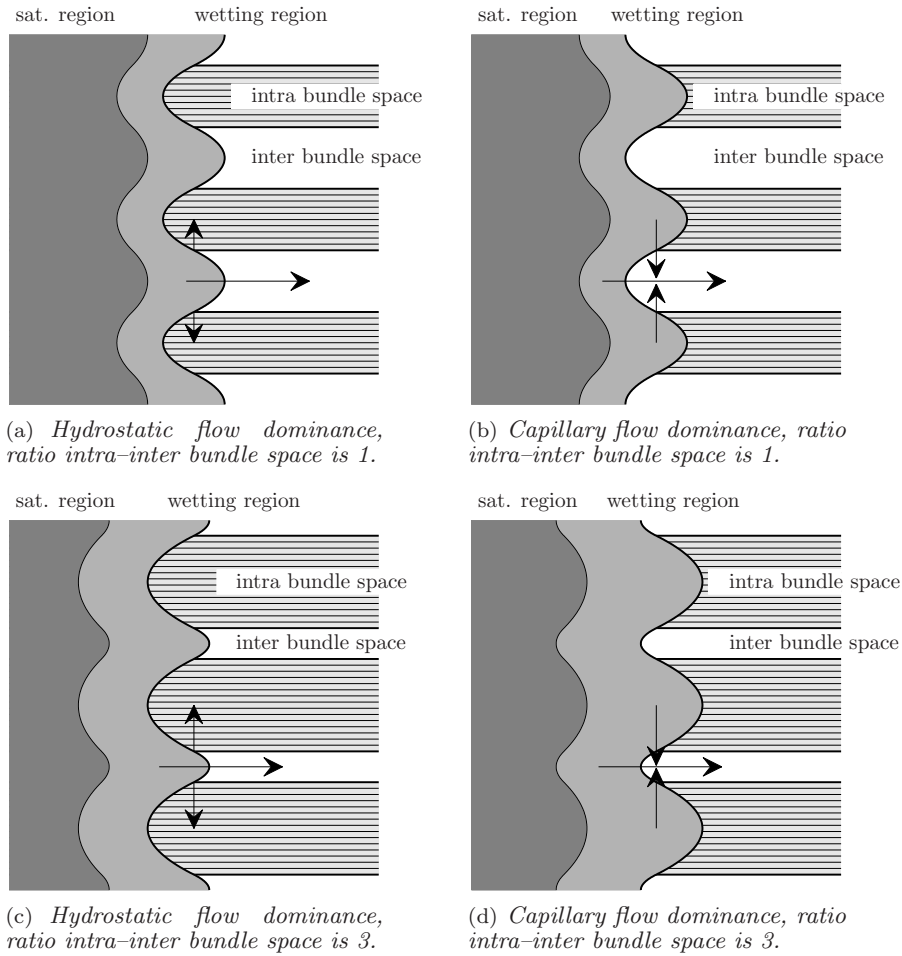 sat. region wetting region
intra bundle space
inter bundle space
(a) Hydrostatic flow dominance,
ratio intra–inter bundle space is 1.
sat. region wetting region
intra bundle space
inter bundle space
(b) Capillary flow dominance, ratio
intra–inter bundle space is 1.
sat. region wetting region
intra bundle space
inter bundle space
(c) Hydrostatic flow dominance,
ratio intra–inter bundle space is 3.
sat. region wetting region
intra bundle space
inter bundle space
(d) Capillary flow dominance, ratio
intra–inter bundle space is 3.